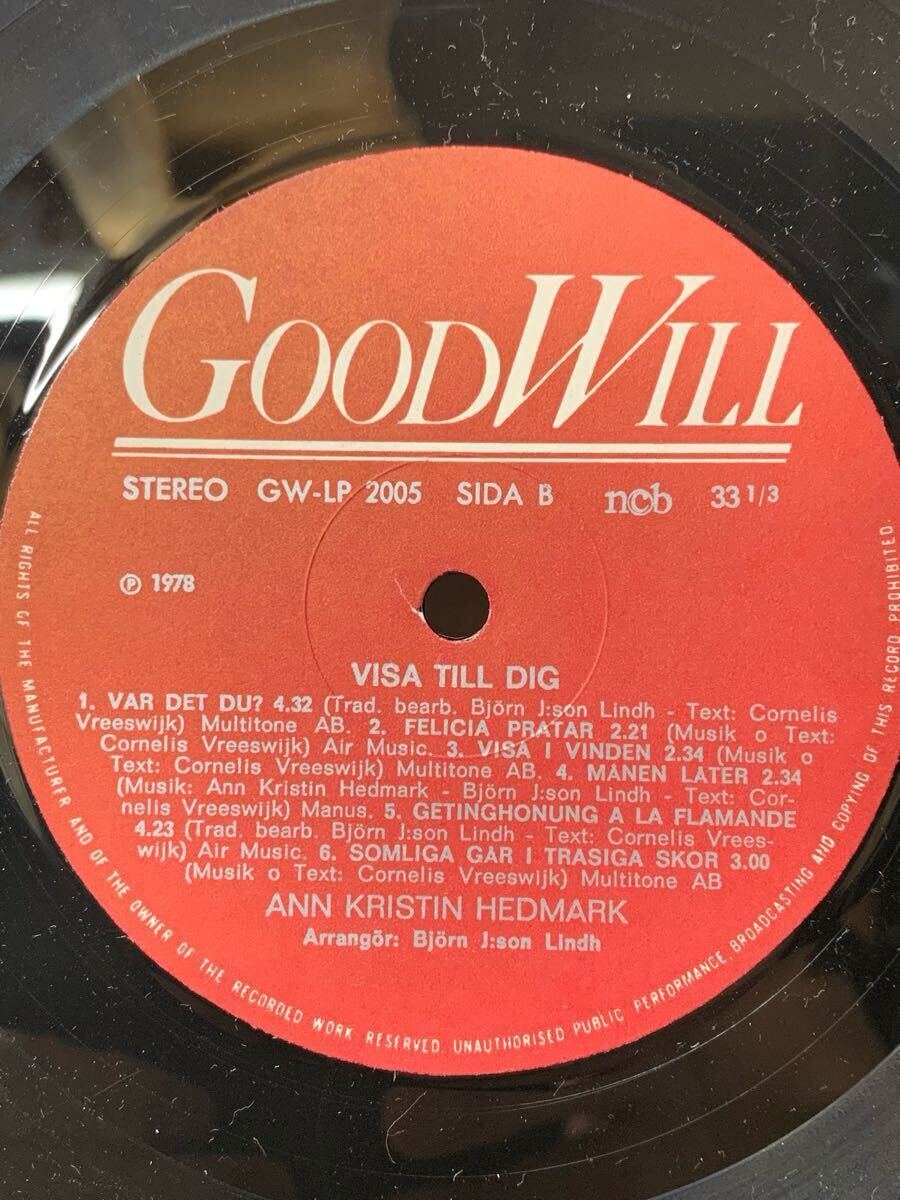 GOODWILL
STEREO GW-LP 2005 SIDA B ncb 33 1/3
℗ 1978
VISA TILL DIG
1. VAR DET DU? 4.32 (Trad. bearb. Björn J:son Lindh - Text: Cornelis
Vreeswijk) Multitone AB. 2. FELICIA PRATAR 2.21 (Musik o Text:
Cornelis Vreeswijk) Air Music. 3. VISA I VINDEN 2.34 (Musik o
Text: Cornelis Vreeswijk) Multitone AB. 4. MANEN LATER 2.34
(Musik: Ann Kristin Hedmark - Björn J:son Lindh - Text: Cor-
nelis Vreeswijk) Manus. 5. GETINGHONUNG A LA FLAMANDE
4.23 (Trad. bearb. Björn J:son Lindh - Text: Cornelis Vrees-
wijk) Air Music. 6. SOMLIGA GAR I TRASIGA SKOR 3.00
(Musik o Text: Cornelis Vreeswijk) Multitone AB
ANN KRISTIN HEDMARK
Arrangör: Björn J:son Lindh
ALL RIGHTS OF THE MANUFACTURER AND OF THE OWNER OF THE RECORDED WORK RESERVED. UNAUTHORISED PUBLIC PERFORMANCE, BROADCASTING AND COPYING OF THIS RECORD PROHIBITED.